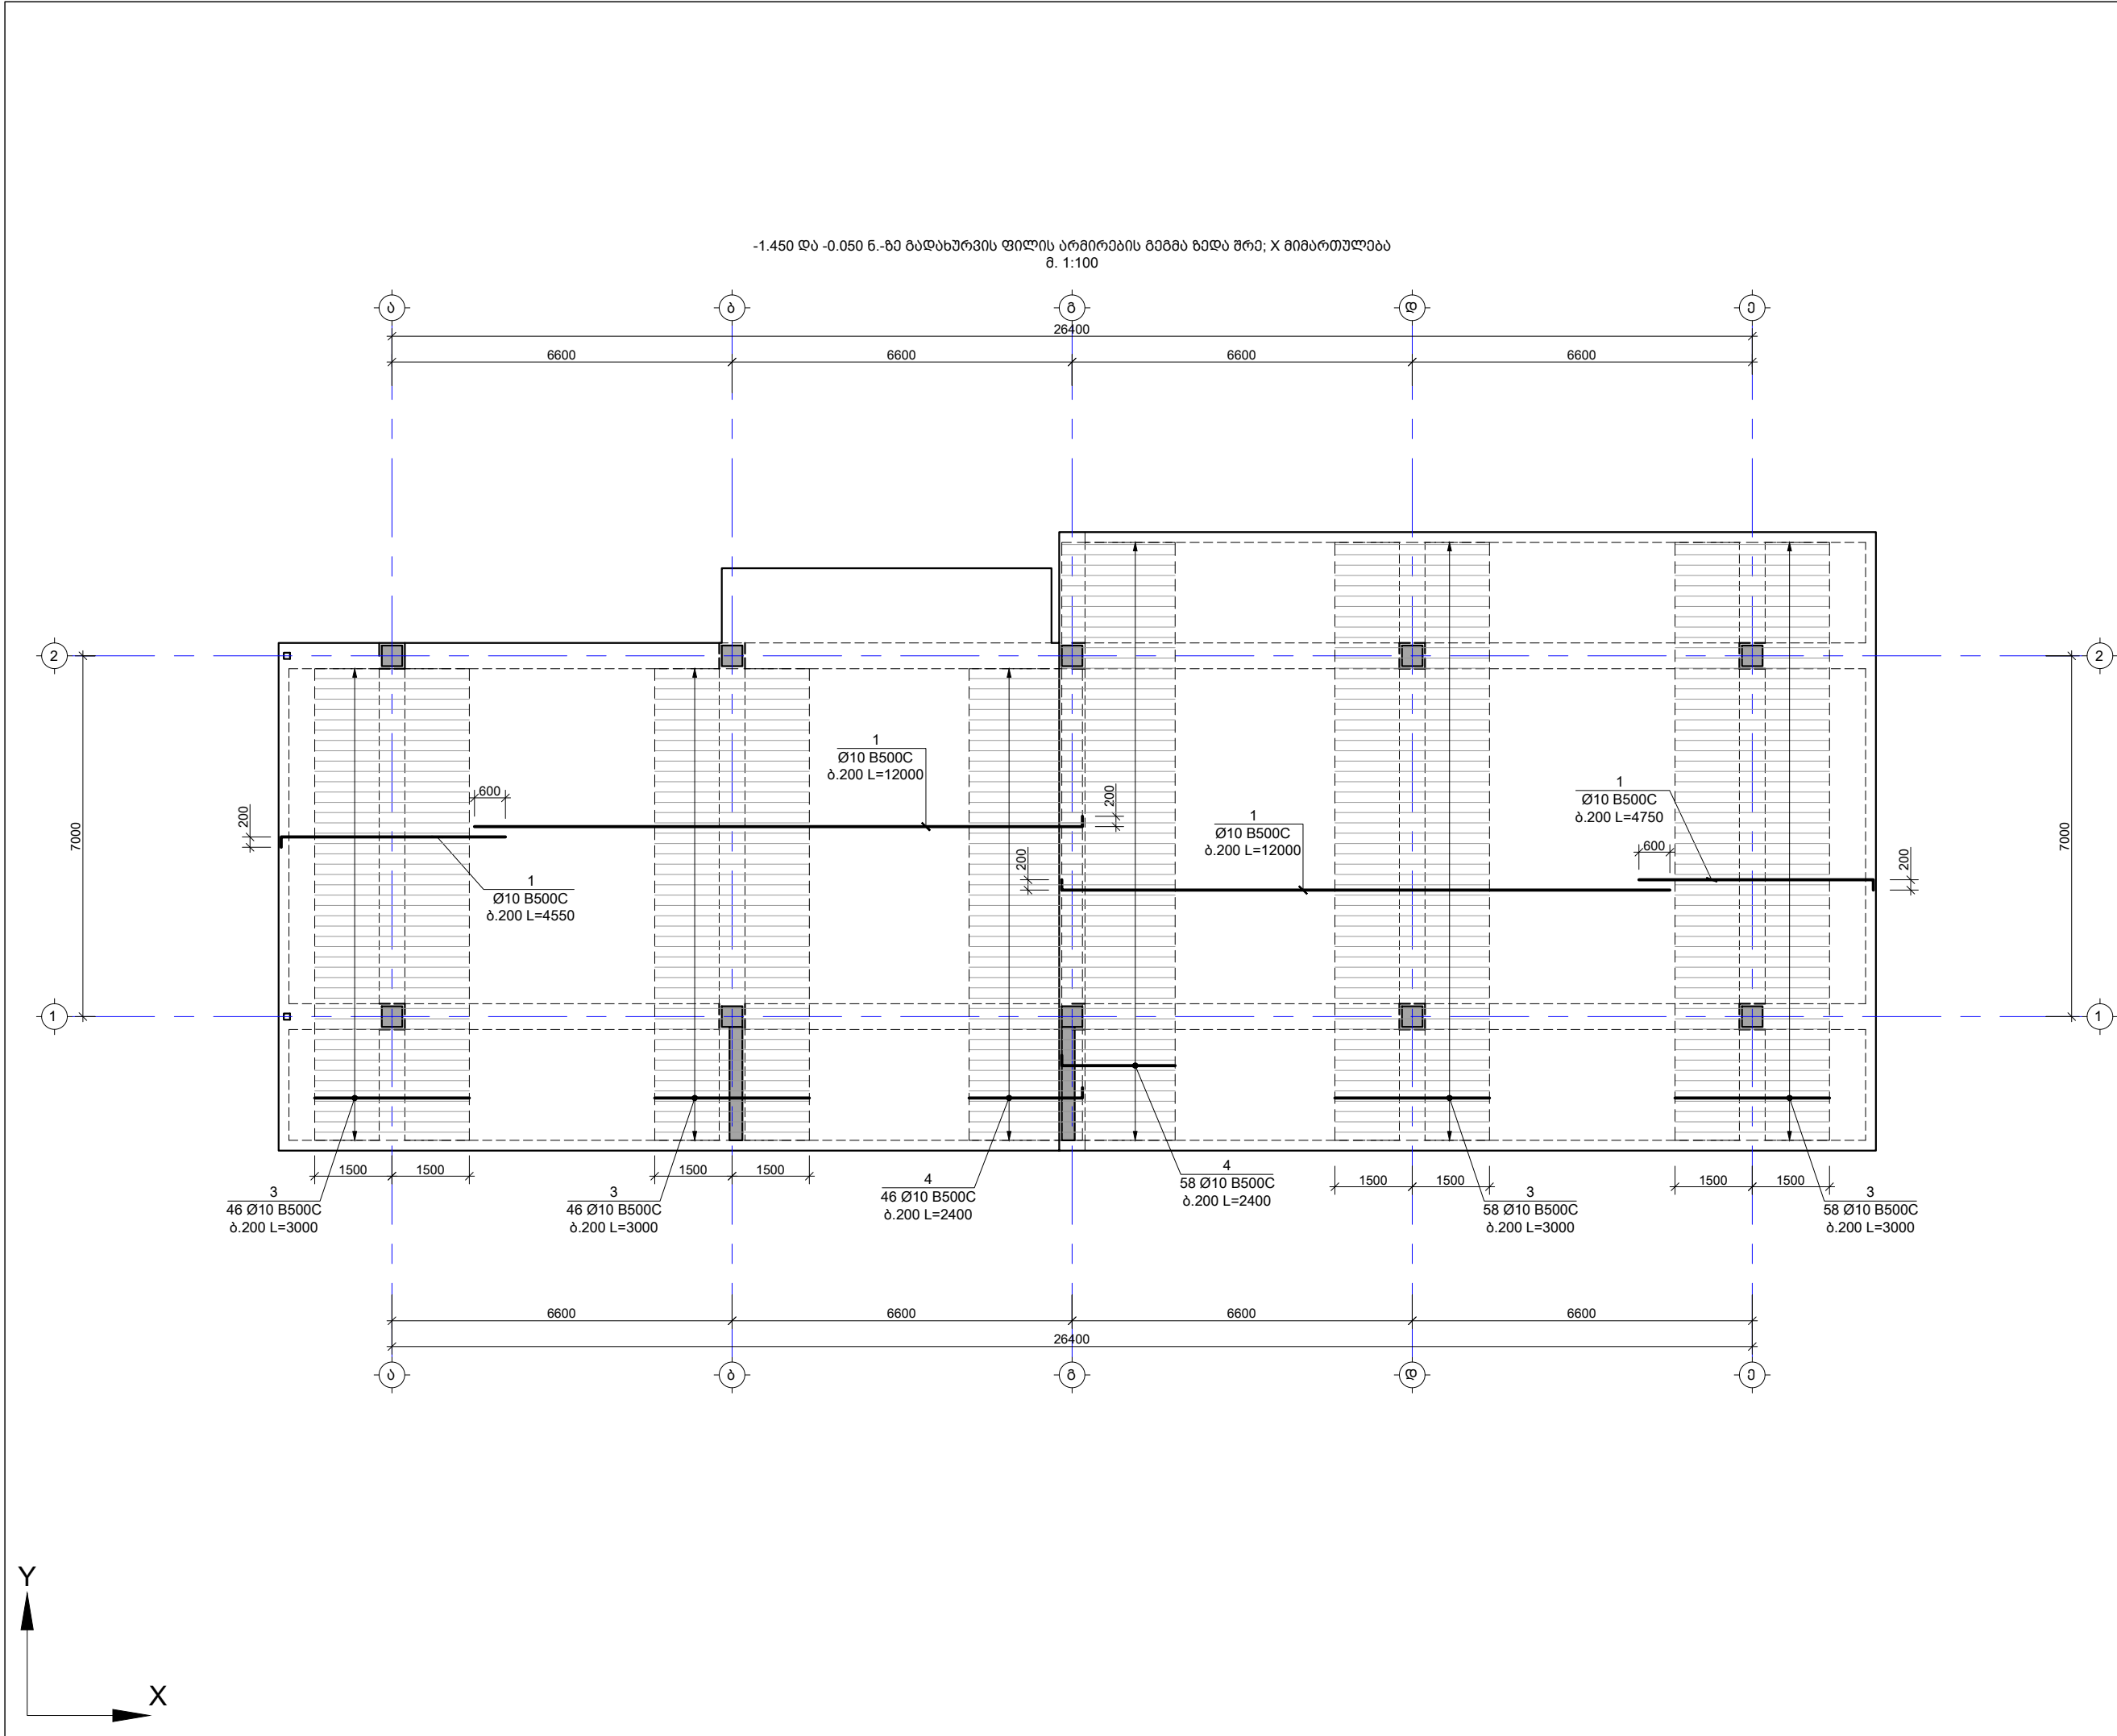 -1.450 და -0.050 ნ.-ზე გადახურვის ფილის არმირების გეგმა ზედა შრე; X მიმართულება
მ. 1:100
ა ბ გ დ ე
26400
6600 6600 6600 6600
2 2
1
Ø10 B500C
ბ.200 L=12000
1
Ø10 B500C
ბ.200 L=4750
600
200
200
1
Ø10 B500C
ბ.200 L=12000
7000
200
600
200
200
7000
1
Ø10 B500C
ბ.200 L=4550
1 1
1500 1500
1500 1500
1500 1500
1500 1500
3
46 Ø10 B500C
ბ.200 L=3000
3
46 Ø10 B500C
ბ.200 L=3000
4
46 Ø10 B500C
ბ.200 L=2400
4
58 Ø10 B500C
ბ.200 L=2400
3
58 Ø10 B500C
ბ.200 L=3000
3
58 Ø10 B500C
ბ.200 L=3000
6600 6600 6600 6600
26400
ა ბ გ დ ე
Y
X